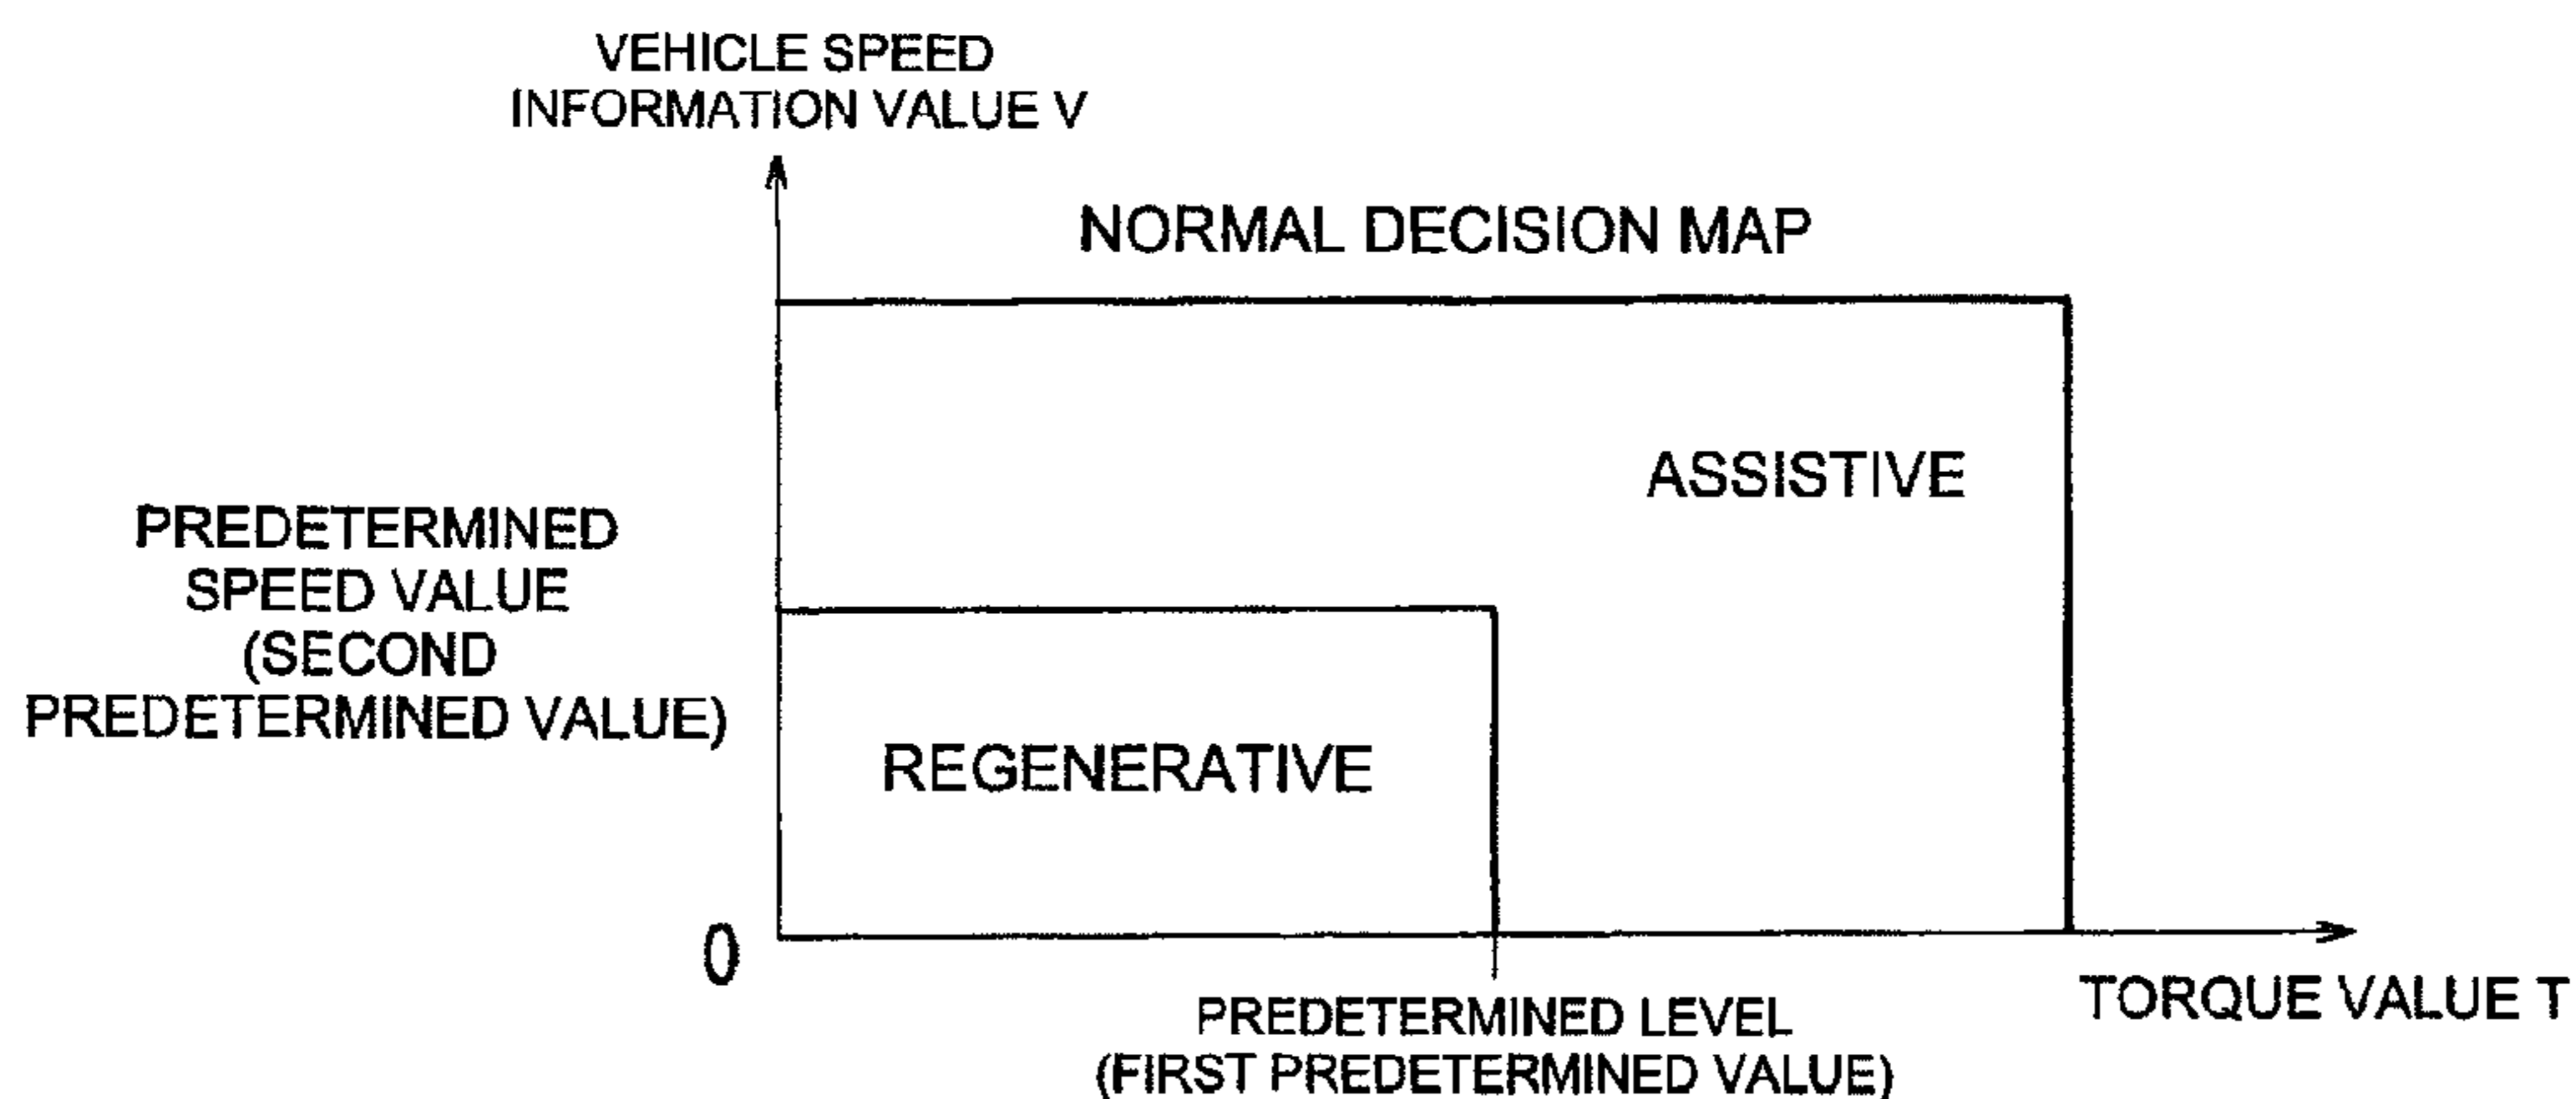 VEHICLE SPEED
INFORMATION VALUE V
NORMAL DECISION MAP
ASSISTIVE
PREDETERMINED
SPEED VALUE
(SECOND
PREDETERMINED VALUE)
REGENERATIVE
0
TORQUE VALUE T
PREDETERMINED LEVEL
(FIRST PREDETERMINED VALUE)